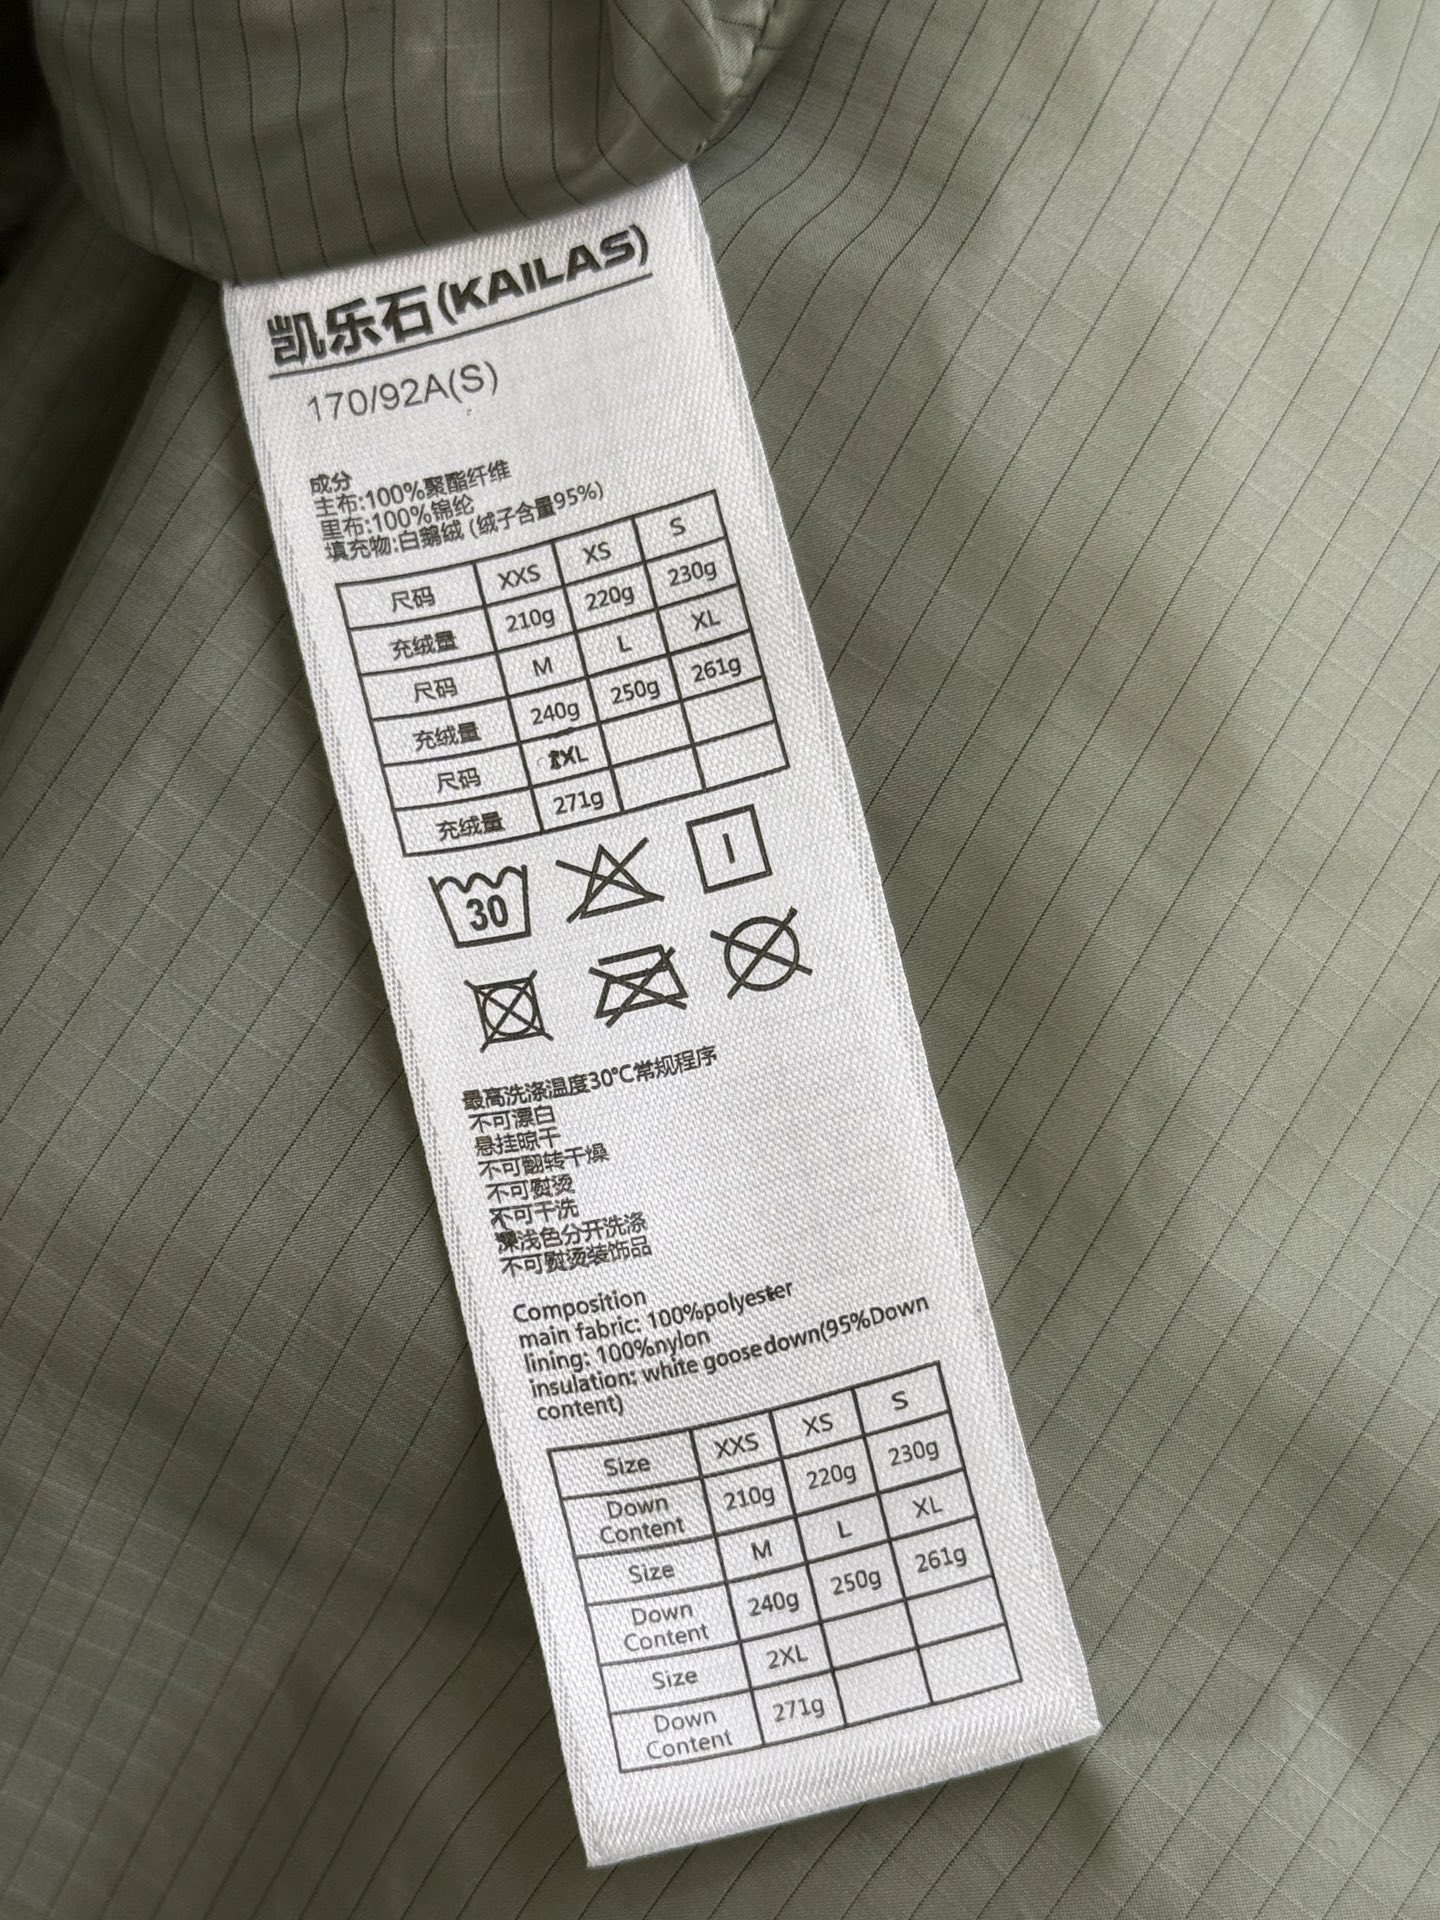 凯乐石(KAILAS)
170/92A(S)
成分
主布:100%聚酯纤维
里布:100%锦纶
填充物:白鹅绒 (绒子含量95%)
尺码 XXS XS S
充绒量 210g 220g 230g
尺码 M L XL
充绒量 240g 250g 261g
尺码 2XL
充绒量 271g
30
最高洗涤温度30°C常规程序
不可漂白
悬挂晾干
不可翻转干燥
不可熨烫
不可干洗
深浅色分开洗涤
不可熨烫装饰品
Composition
main fabric: 100%polyester
lining: 100%nylon
insulation: white goosedown(95%Down
content)
Size XXS XS S
Down Content 210g 220g 230g
Size M L XL
Down Content 240g 250g 261g
Size 2XL
Down Content 271g